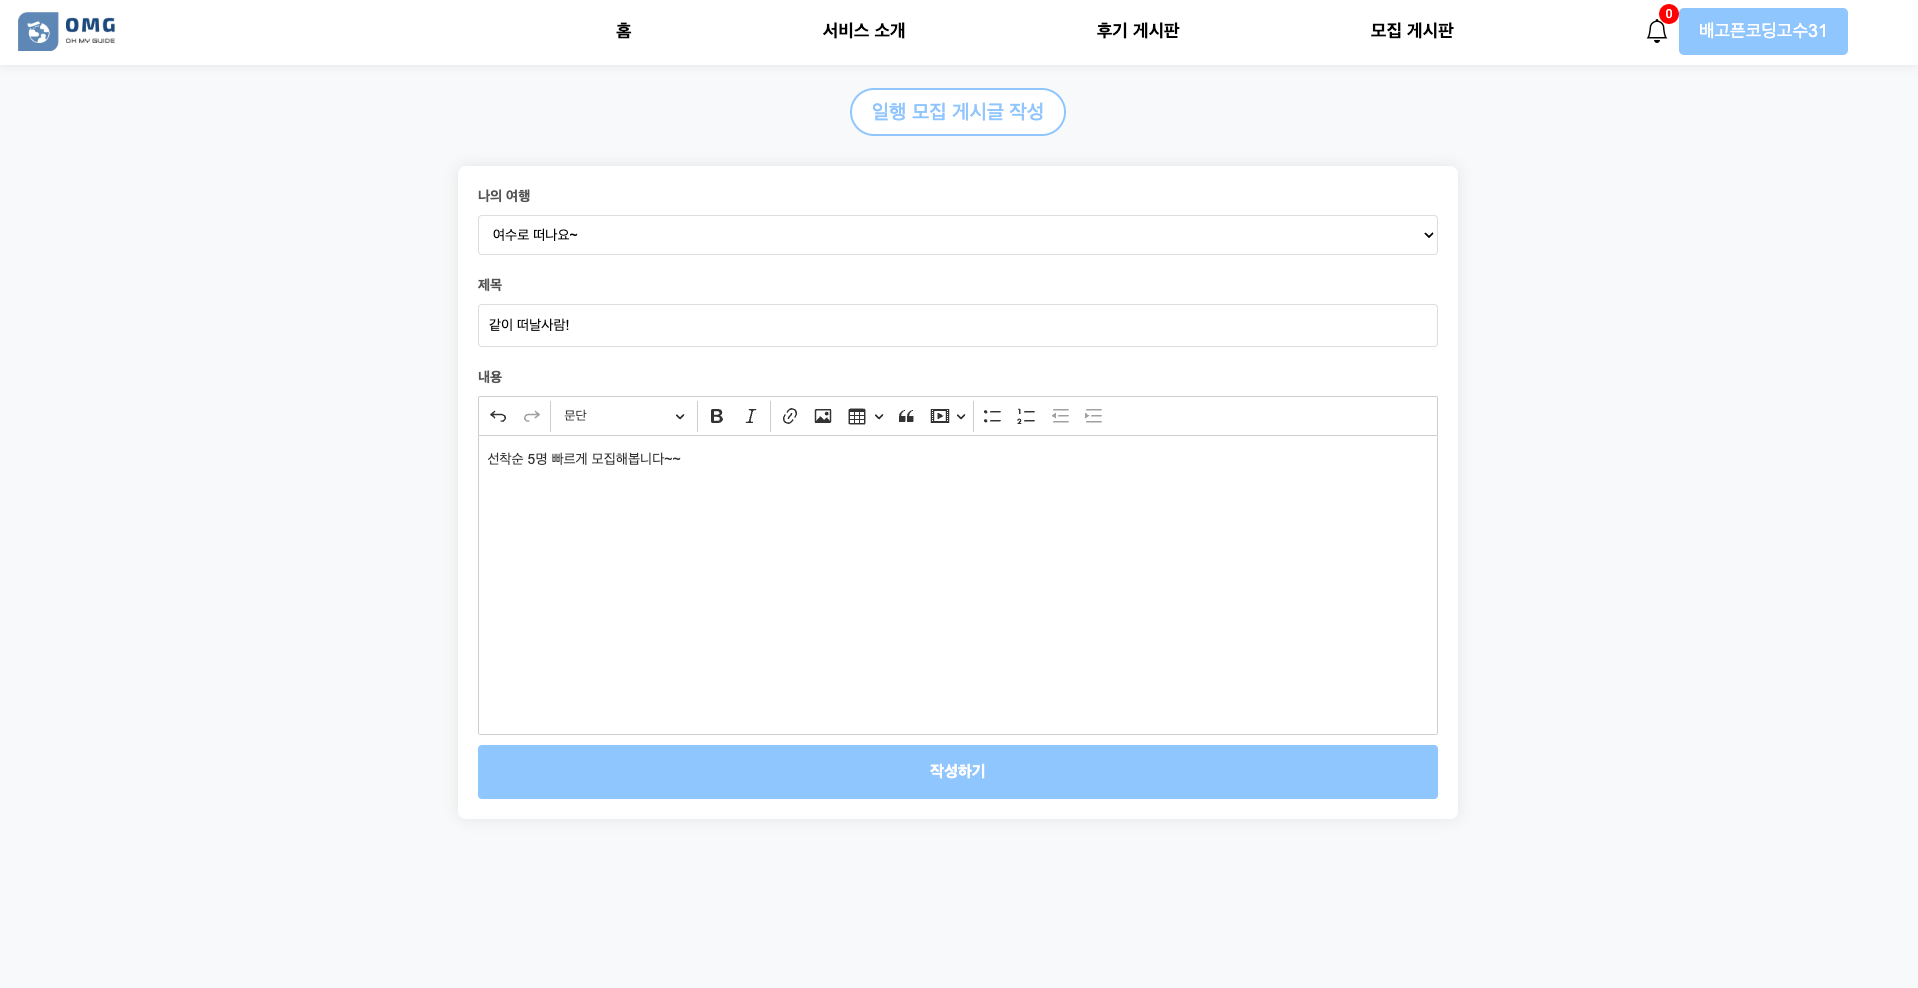 OMG
OH MY GUIDE
홈
서비스 소개
후기 게시판
모집 게시판
0
배고픈코딩고수31
일행 모집 게시글 작성
나의 여행
여수로 떠나요~
제목
같이 떠날사람!
내용
문단
선착순 5명 빠르게 모집해봅니다~~
작성하기